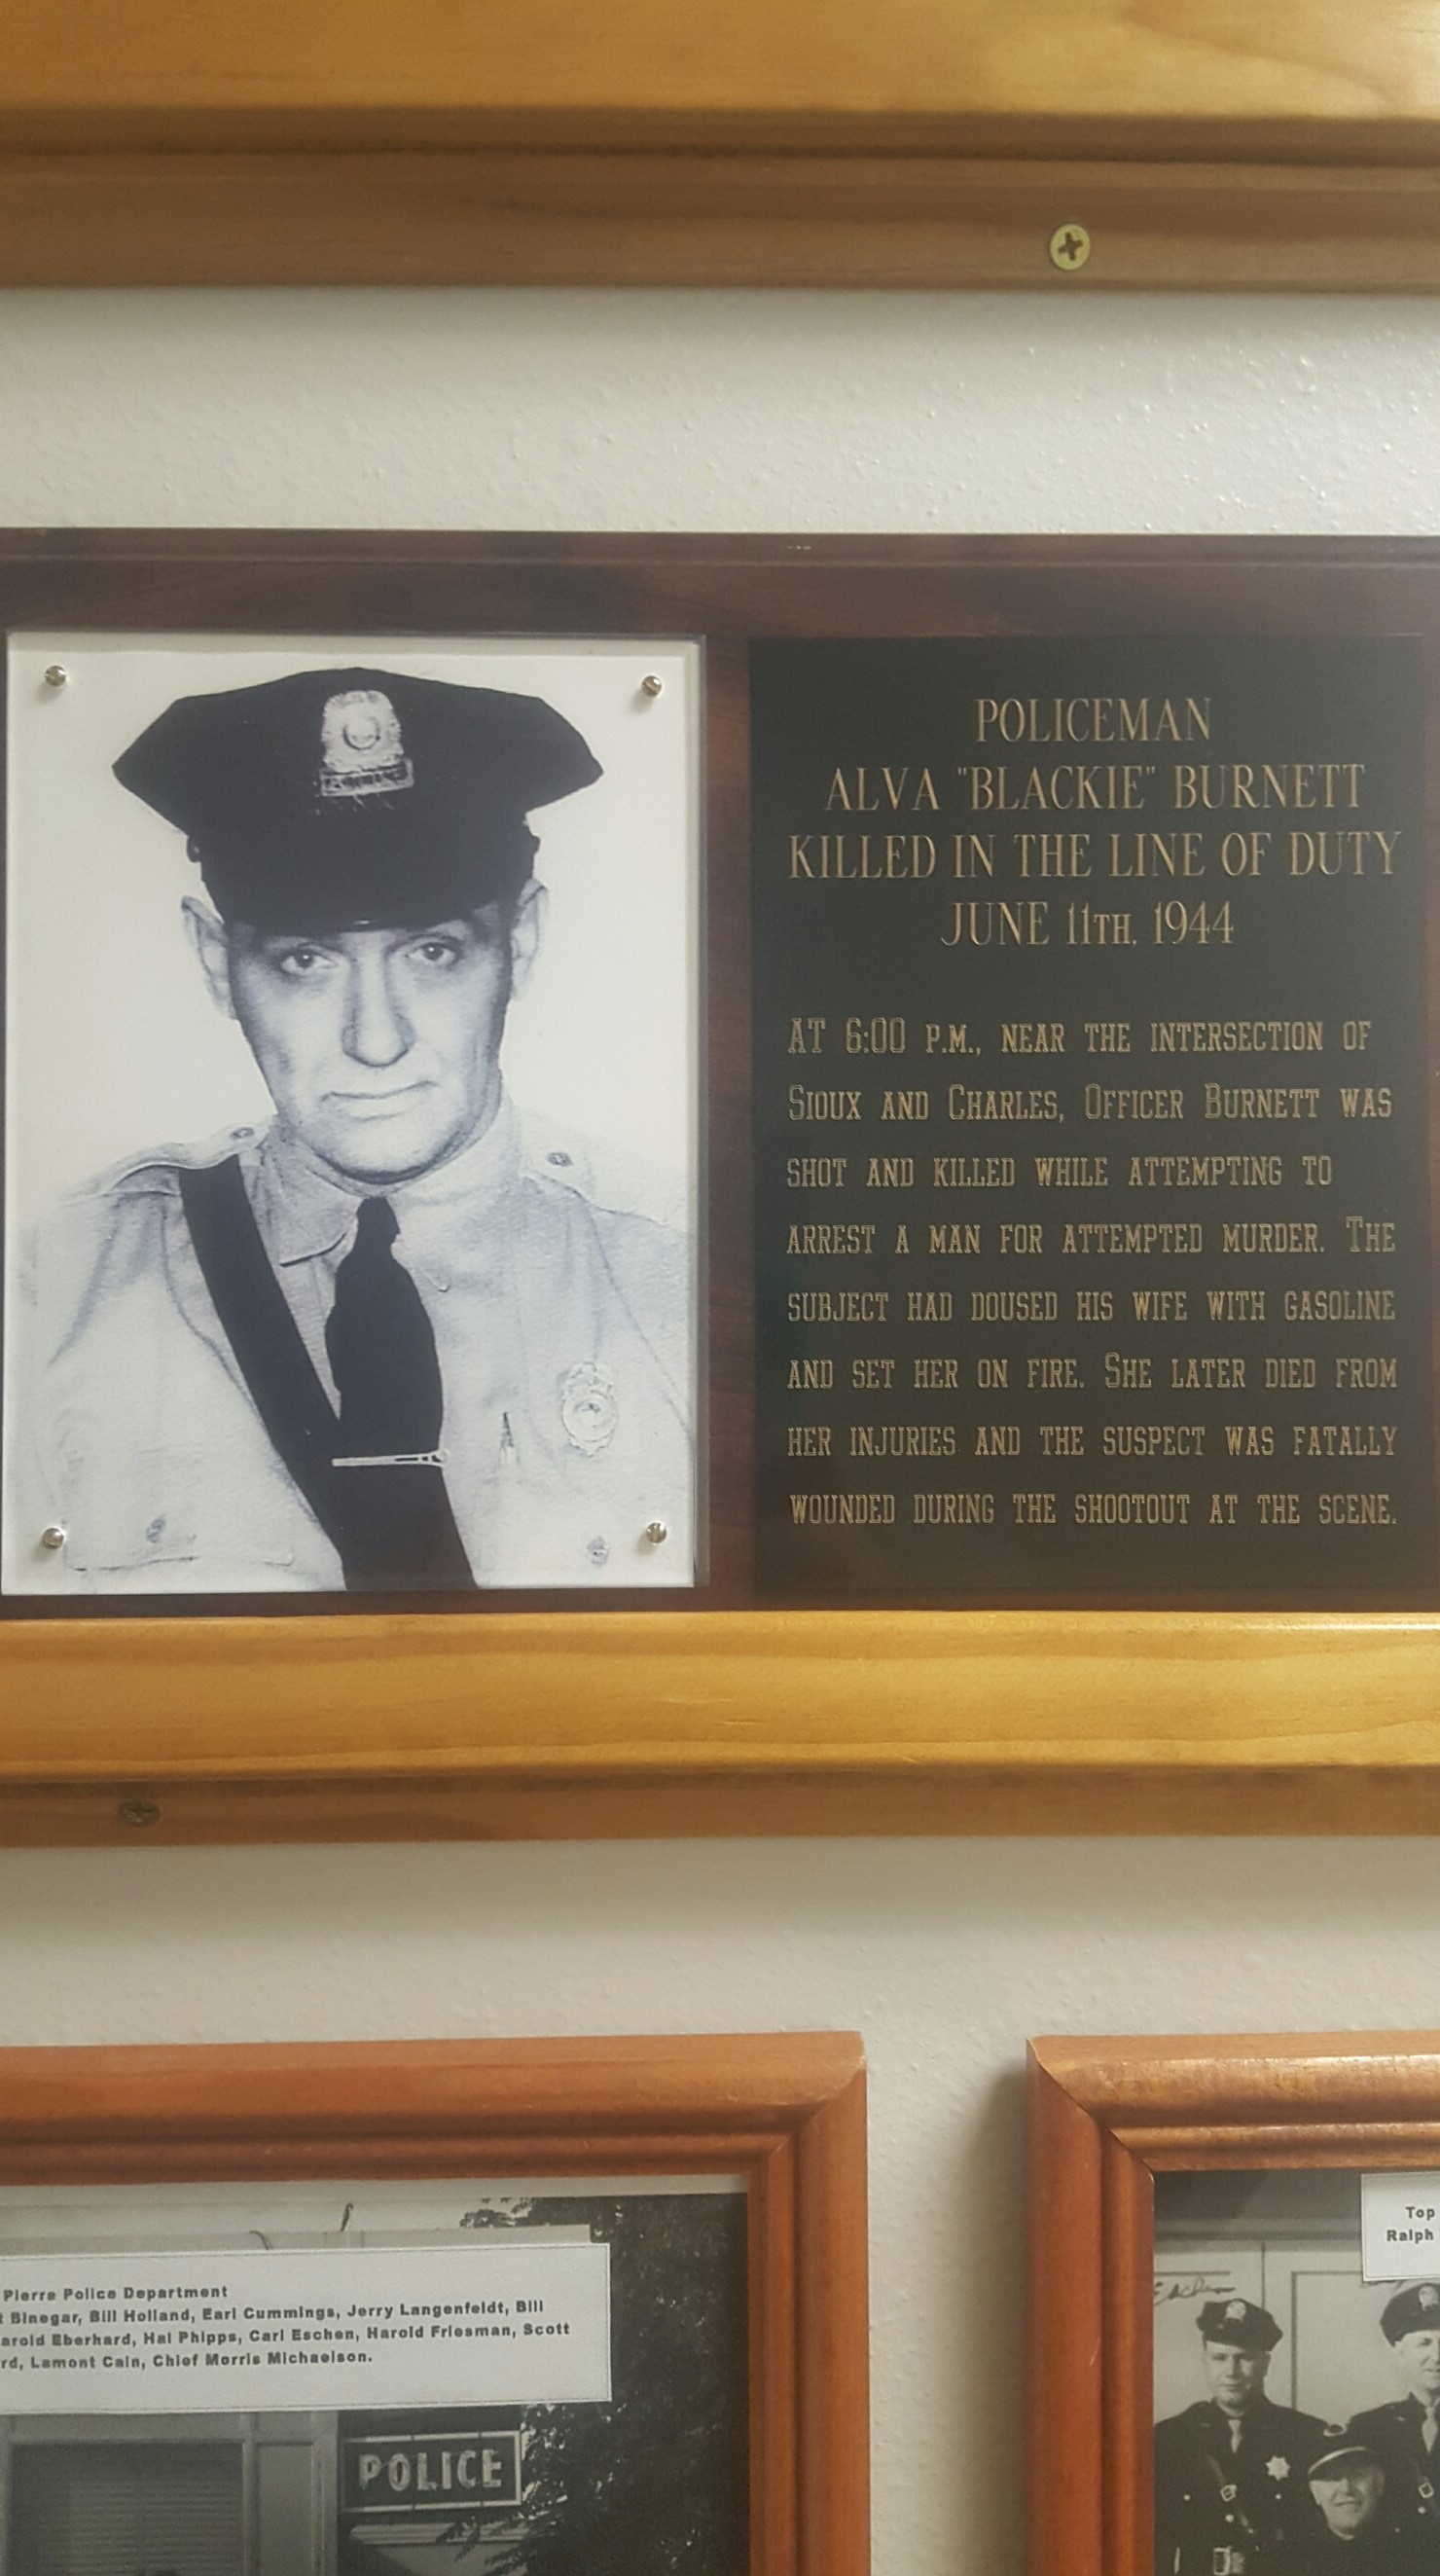 POLICEMAN
ALVA "BLACKIE" BURNETT
KILLED IN THE LINE OF DUTY
JUNE 11TH, 1944
AT 6:00 P.M., NEAR THE INTERSECTION OF
SIOUX AND CHARLES, OFFICER BURNETT WAS
SHOT AND KILLED WHILE ATTEMPTING TO
ARREST A MAN FOR ATTEMPTED MURDER. THE
SUBJECT HAD DOUSED HIS WIFE WITH GASOLINE
AND SET HER ON FIRE. SHE LATER DIED FROM
HER INJURIES AND THE SUSPECT WAS FATALLY
WOUNDED DURING THE SHOOTOUT AT THE SCENE.
Pierre Police Department
Binegar, Bill Holland, Earl Cummings, Jerry Langenfeldt, Bill
arold Eberhard, Hal Phipps, Carl Eschen, Harold Friesman, Scott
rd, Lamont Cain, Chief Morris Michaelson.
POLICE
Top
Ralph